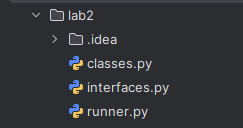 lab2
.idea
classes.py
interfaces.py
runner.py